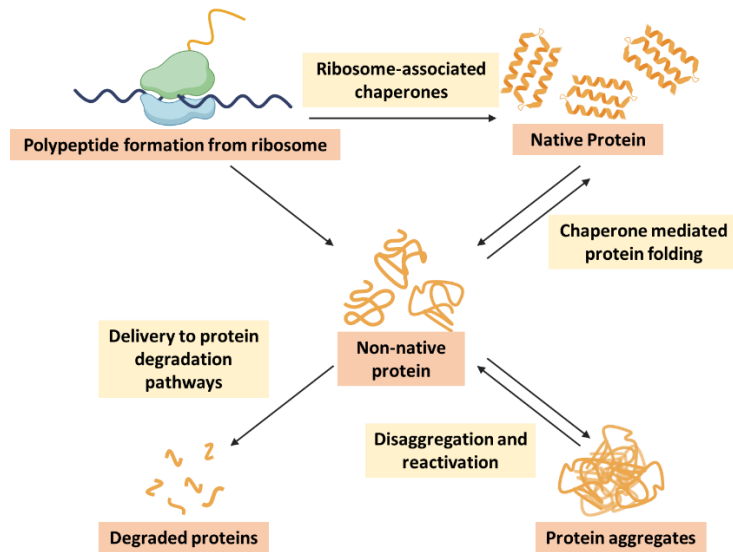 Ribosome-associated
chaperones
Polypeptide formation from ribosome
Native Protein
Chaperone mediated
protein folding
Delivery to protein
degradation
pathways
Non-native
protein
Disaggregation and
reactivation
Degraded proteins
Protein aggregates